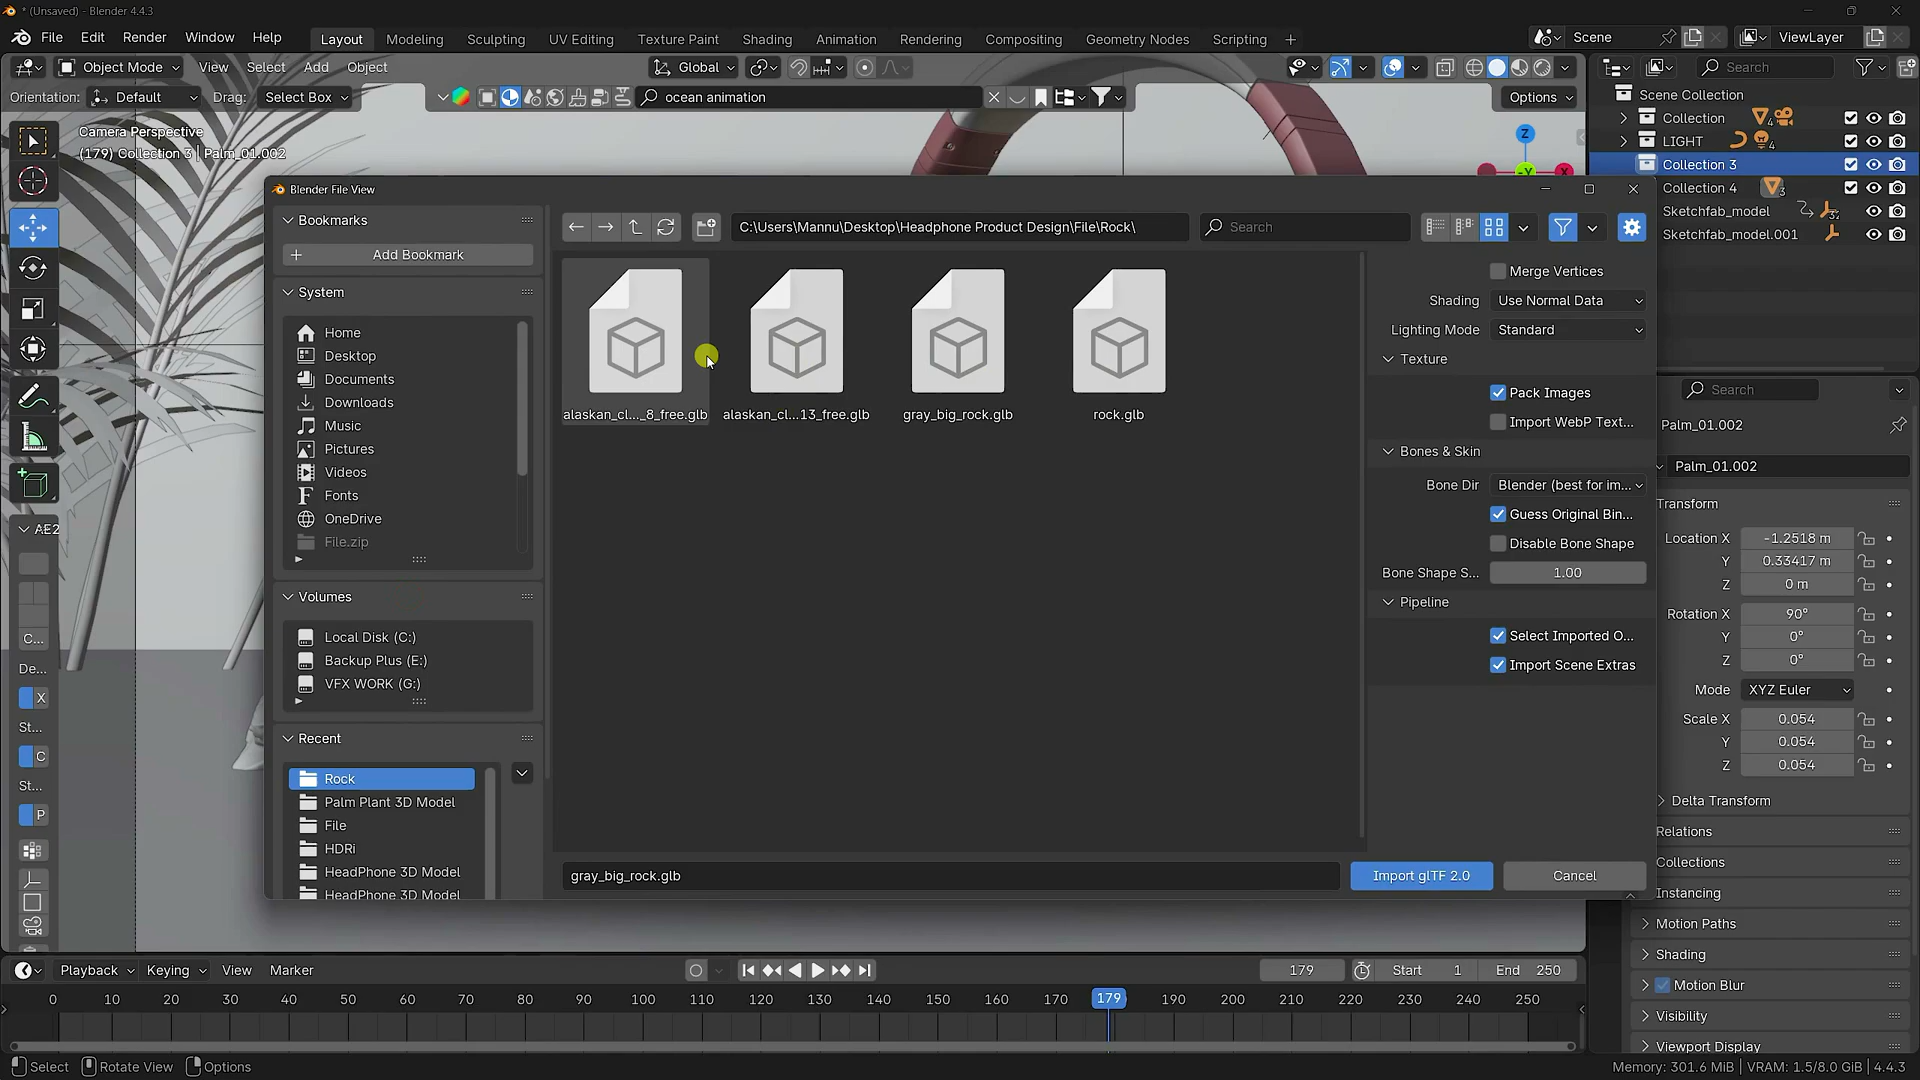 * (Unsaved) - Blender 4.4.3
File Edit Render Window Help
Layout Modeling Sculpting UV Editing Texture Paint Shading Animation Rendering Compositing Geometry Nodes Scripting +
Scene
ViewLayer
Object Mode View Select Add Object
Global
Search
Orientation: Default Drag: Select Box
ocean animation
Options
Camera Perspective
(179) Collection 3 | Palm_01.002
Z
-Y
X
Scene Collection
Collection 4
LIGHT 4
Collection 3
Collection 4 3
Sketchfab_model
Sketchfab_model.001
Blender File View
Bookmarks
Add Bookmark
System
Home
Desktop
Documents
Downloads
Music
Pictures
Videos
Fonts
OneDrive
File.zip
Volumes
Local Disk (C:)
Backup Plus (E:)
VFX WORK (G:)
Recent
Rock
Palm Plant 3D Model
File
HDRi
HeadPhone 3D Model
HeadPhone 3D Model
C:\Users\Mannu\Desktop\Headphone Product Design\File\Rock\
Search
alaskan_cl..._8_free.glb
alaskan_cl...13_free.glb
gray_big_rock.glb
rock.glb
Merge Vertices
Shading Use Normal Data
Lighting Mode Standard
Texture
Pack Images
Import WebP Text...
Bones & Skin
Bone Dir Blender (best for im...
Guess Original Bin...
Disable Bone Shape
Bone Shape S... 1.00
Pipeline
Select Imported O...
Import Scene Extras
gray_big_rock.glb
Import glTF 2.0
Cancel
AE2
C...
De...
X
St...
C
St...
P
Search
Palm_01.002
Palm_01.002
Transform
Location X -1.2518 m
Y 0.33417 m
Z 0 m
Rotation X 90°
Y 0°
Z 0°
Mode XYZ Euler
Scale X 0.054
Y 0.054
Z 0.054
Delta Transform
Relations
Collections
Instancing
Motion Paths
Shading
Motion Blur
Visibility
Viewport Display
Playback Keying View Marker
179
Start 1 End 250
0 10 20 30 40 50 60 70 80 90 100 110 120 130 140 150 160 170 179 190 200 210 220 230 240 250
Select Rotate View Options
Memory: 301.6 MiB | VRAM: 1.5/8.0 GiB | 4.4.3